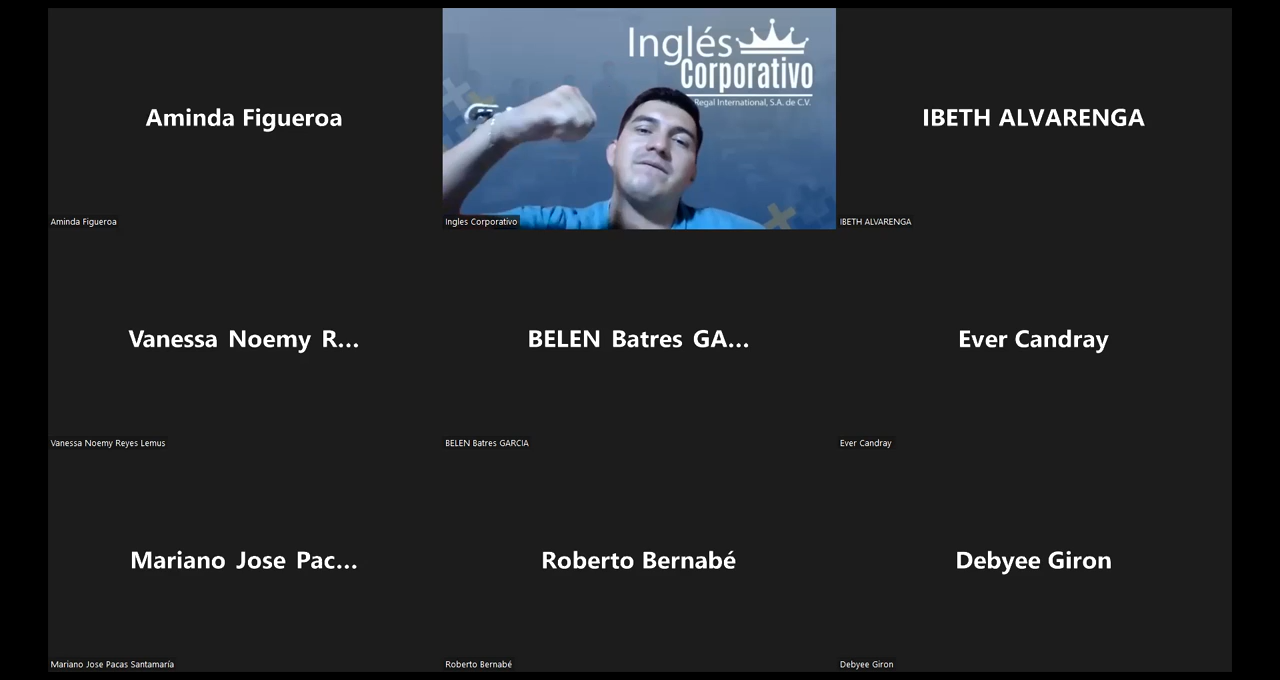 Aminda Figueroa
Inglés
Corporativo
Regal International, S.A. de C.V.
IBETH ALVARENGA
Aminda Figueroa
Ingles Corporativo
IBETH ALVARENGA
Vanessa Noemy R...
BELEN Batres GA...
Ever Candray
Vanessa Noemy Reyes Lemus
BELEN Batres GARCIA
Ever Candray
Mariano Jose Pac...
Roberto Bernabé
Debyee Giron
Mariano Jose Pacas Santamaría
Roberto Bernabé
Debyee Giron